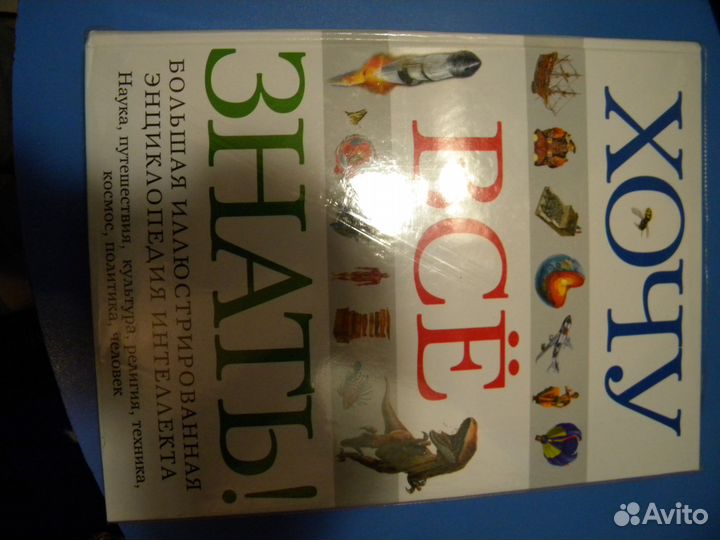 ХОЧУ
ВСЁ
ЗНАТЬ!
БОЛЬШАЯ ИЛЛЮСТРИРОВАННАЯ
ЭНЦИКЛОПЕДИЯ ИНТЕЛЛЕКТА
Наука, путешествия, культура, религия, техника,
космос, политика, человек
Avito